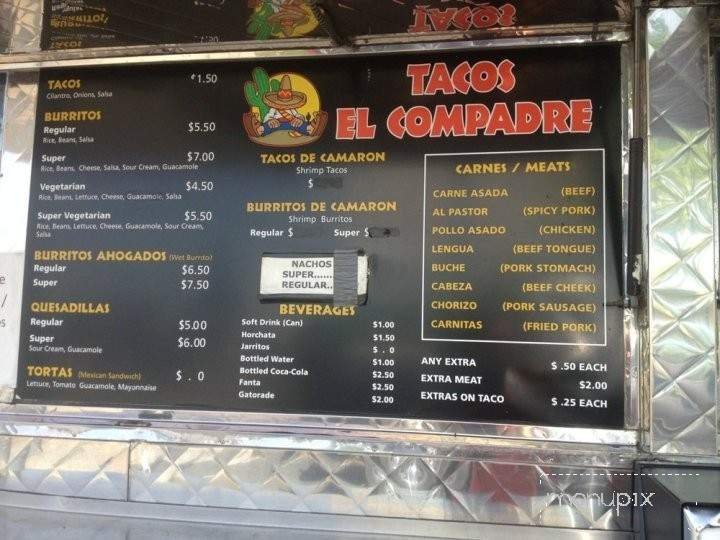 TACOS ¢1.50
Cilantro, Onions, Salsa
BURRITOS
Regular $5.50
Rice, Beans, Salsa
Super $7.00
Rice, Beans, Cheese, Salsa, Sour Cream, Guacamole
Vegetarian $4.50
Rice, Beans, Lettuce, Cheese, Guacamole, Salsa
Super Vegetarian $5.50
Rice, Beans, Lettuce, Cheese, Guacamole, Sour Cream,
Salsa
BURRITOS AHOGADOS (Wet Burrito)
Regular $6.50
Super $7.50
QUESADILLAS
Regular $5.00
Super $6.00
Sour Cream, Guacamole
TORTAS (Mexican Sandwich) $ . 0
Lettuce, Tomato Guacamole, Mayunnaise
TACOS
EL COMPADRE
TACOS DE CAMARON
Shrimp Tacos
$
BURRITOS DE CAMARON
Shrimp Burritos
Regular $ Super $
NACHOS
SUPER.......
REGULAR..
BEVERAGES
Soft Drink (Can) $1.00
Horchata $1.50
Jarritos $ . 0
Bottled Water $1.00
Bottled Coca-Cola $2.50
Fanta $2.50
Gatorade $2.00
CARNES / MEATS
CARNE ASADA (BEEF)
AL PASTOR (SPICY PORK)
POLLO ASADO (CHICKEN)
LENGUA (BEEF TONGUE)
BUCHE (PORK STOMACH)
CABEZA (BEEF CHEEK)
CHORIZO (PORK SAUSAGE)
CARNITAS (FRIED PORK)
ANY EXTRA $ .50 EACH
EXTRA MEAT $2.00
EXTRAS ON TACO $ .25 EACH
menupix